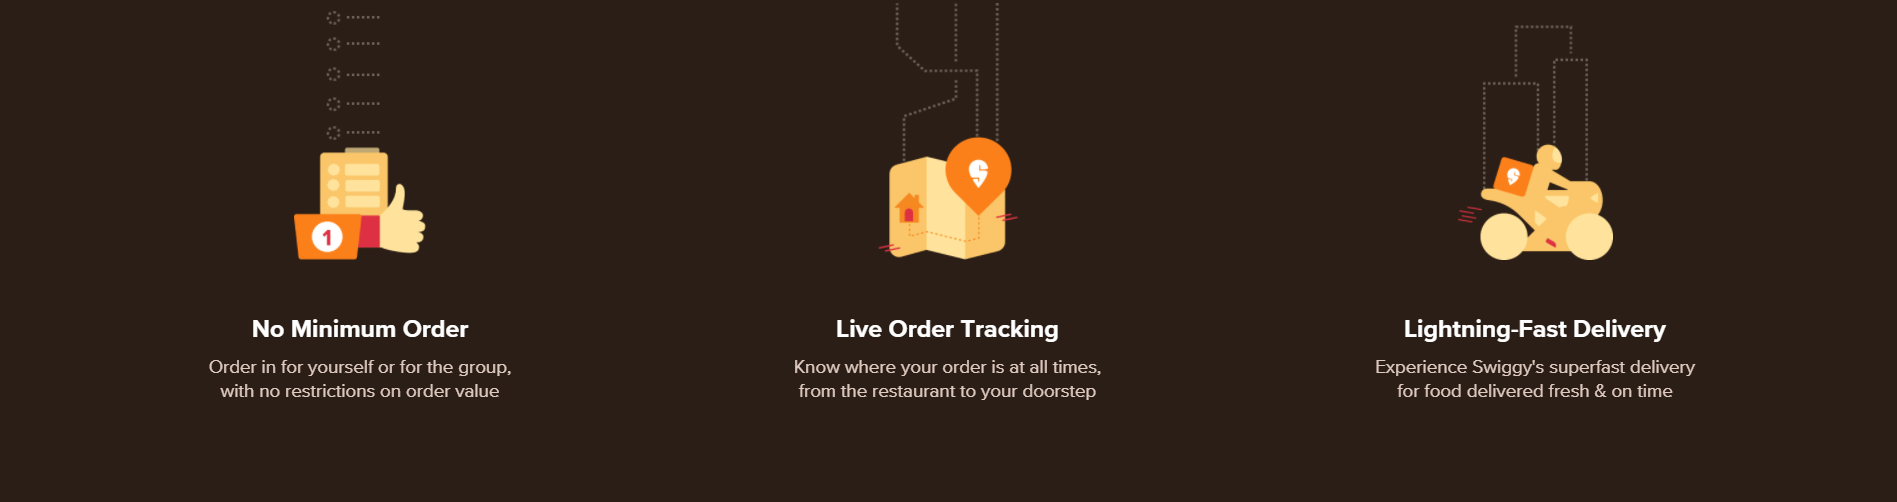 1
No Minimum Order
Order in for yourself or for the group,
with no restrictions on order value
Live Order Tracking
Know where your order is at all times,
from the restaurant to your doorstep
Lightning-Fast Delivery
Experience Swiggy's superfast delivery
for food delivered fresh & on time